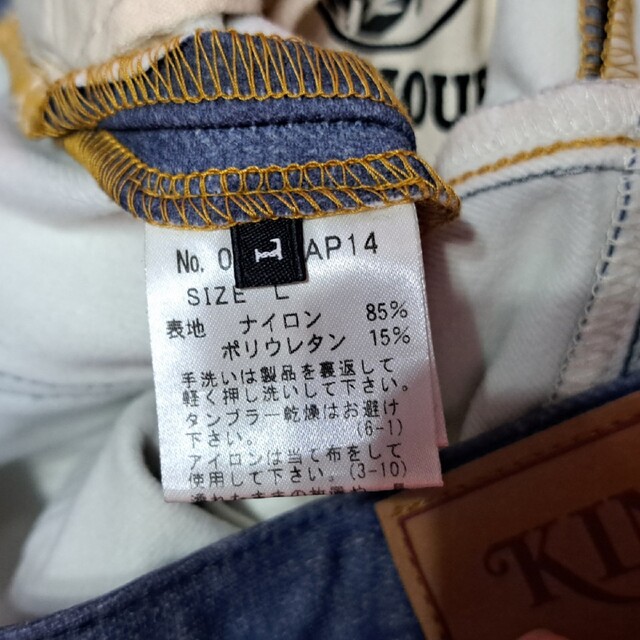 No. 0 L AP14
SIZE L
表地 ナイロン 85%
ポリウレタン 15%
手洗いは製品を裏返して
軽く押し洗いして下さい。
タンブラー乾燥はお避け
下さい。 (6-1)
アイロンは当て布をして
使用して下さい。(3-10)